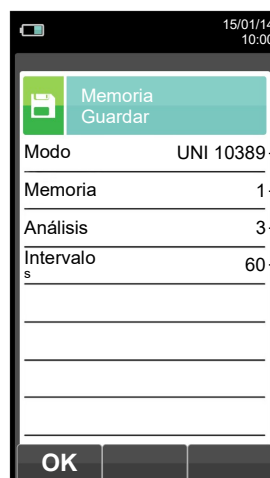 15/01/14
10:00
Memoria
Guardar
Modo UNI 10389
Memoria 1
Análisis 3
Intervalo 60
s
OK